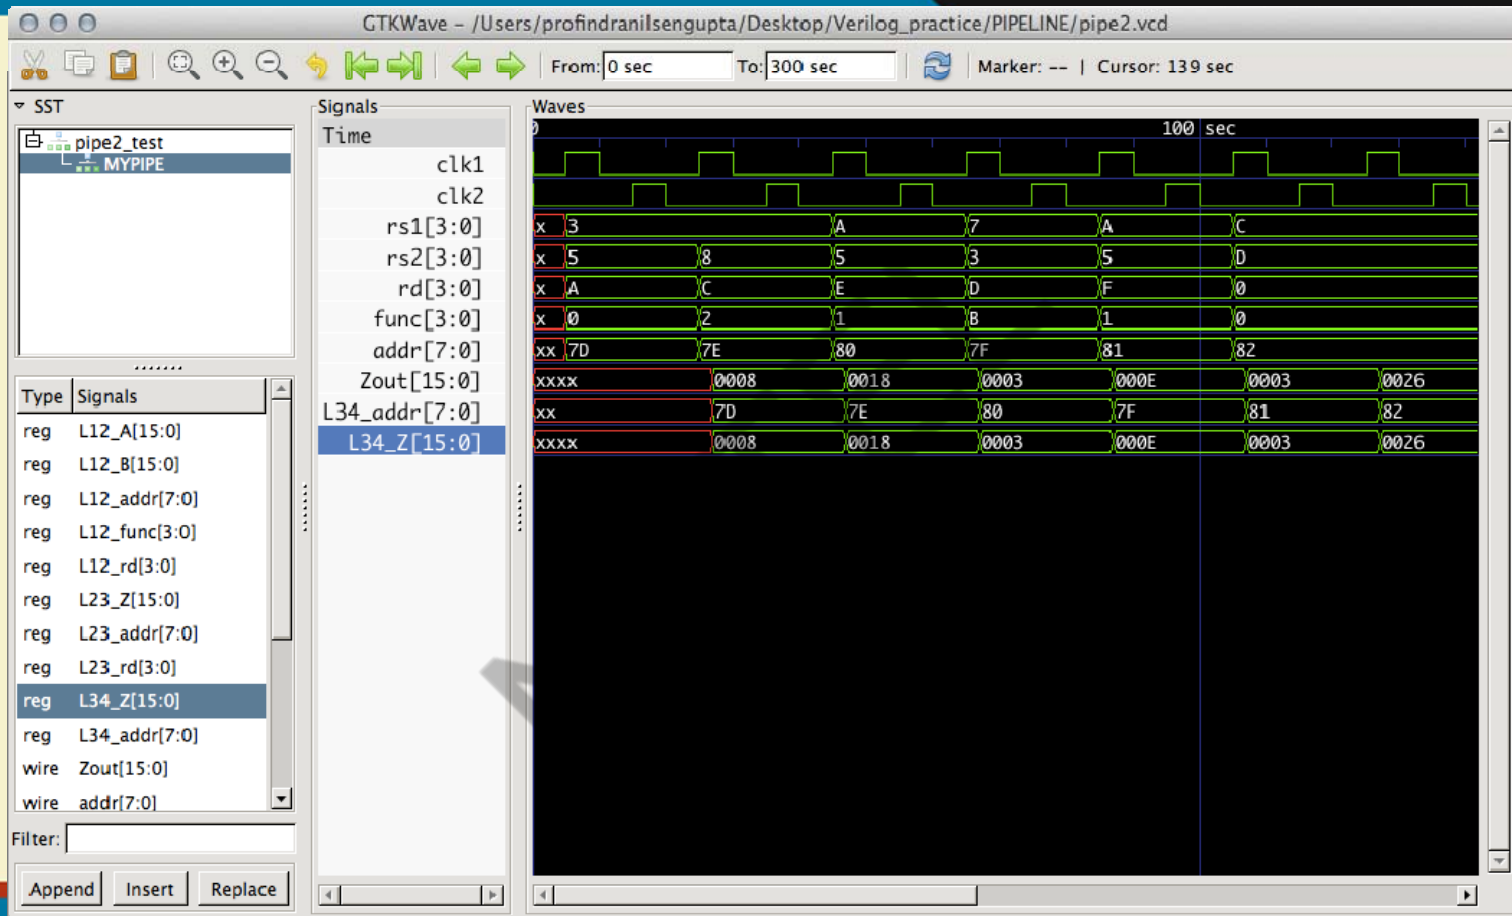 GTKWave - /Users/profindranilsengupta/Desktop/Verilog_practice/PIPELINE/pipe2.vcd
From: 0 sec To: 300 sec Marker: -- | Cursor: 139 sec
SST
pipe2_test
MYPIPE
Type Signals
reg L12_A[15:0]
reg L12_B[15:0]
reg L12_addr[7:0]
reg L12_func[3:0]
reg L12_rd[3:0]
reg L23_Z[15:0]
reg L23_addr[7:0]
reg L23_rd[3:0]
reg L34_Z[15:0]
reg L34_addr[7:0]
wire Zout[15:0]
wire addr[7:0]
Filter:
Append Insert Replace
Signals
Time
clk1
clk2
rs1[3:0]
rs2[3:0]
rd[3:0]
func[3:0]
addr[7:0]
Zout[15:0]
L34_addr[7:0]
L34_Z[15:0]
Waves
0 100 sec
x 3 A 7 A C
x 5 8 5 3 5 D
x A C E D F 0
x 0 2 1 B 1 0
xx 7D 7E 80 7F 81 82
xxxx 0008 0018 0003 000E 0003 0026
xx 7D 7E 80 7F 81 82
xxxx 0008 0018 0003 000E 0003 0026